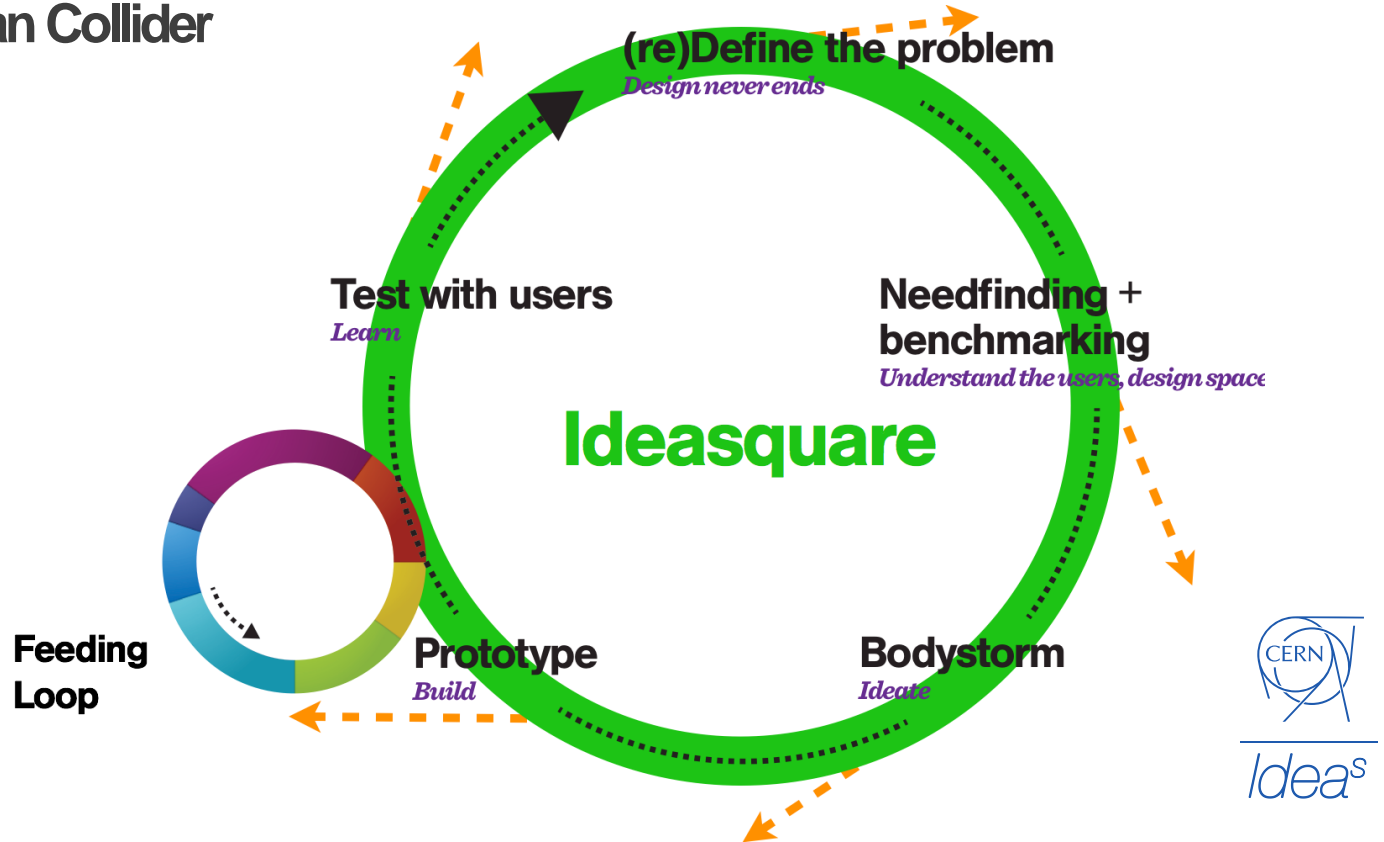 an Collider
(re)Define the problem
Design never ends
Test with users
Learn
Needfinding +
benchmarking
Understand the users, design space
Ideasquare
Feeding
Loop
Prototype
Build
Bodystorm
Ideate
CERN
Ideas